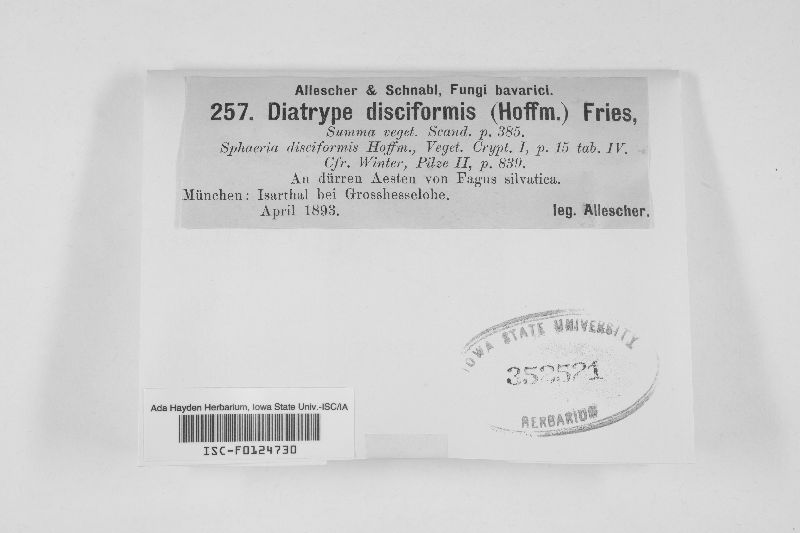 Allescher & Schnabl, Fungi bavarici.
257. Diatrype disciformis (Hoffm.) Fries,
Summa veget. Scand. p. 385.
Sphaeria disciformis Hoffm., Veget. Crypt. I, p. 15 tab. IV.
Cfr. Winter, Pilze II, p. 839.
An dürren Aesten von Fagus silvatica.
München: Isarthal bei Grosshesselohe.
April 1893.
leg. Allescher.
IOWA STATE UNIVERSITY
352521
HERBARIUM
Ada Hayden Herbarium, Iowa State Univ.-ISC/IA
ISC-F0124730